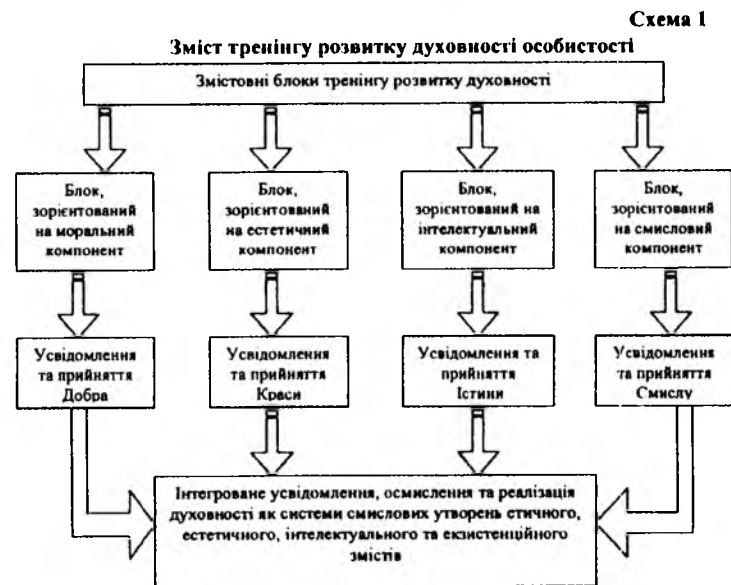 Схема 1
Зміст тренінгу розвитку духовності особистості
Змістовні блоки тренінгу розвитку духовності
Блок,
зорієнтований
на моральний
компонент
Блок,
зорієнтований
на естетичний
компонент
Блок,
зорієнтований на
інтелектуальний
компонент
Блок,
зорієнтований
на смисловий
компонент
Усвідомлення
та прийняття
Добра
Усвідомлення
та прийняття
Краси
Усвідомлення та
прийняття
Істини
Усвідомлення
та прийняття
Смислу
Інтегроване усвідомлення, осмислення та реалізація
духовності як системи смислових утворень етичного,
естетичного, інтелектуального та екзистенційного
змістів